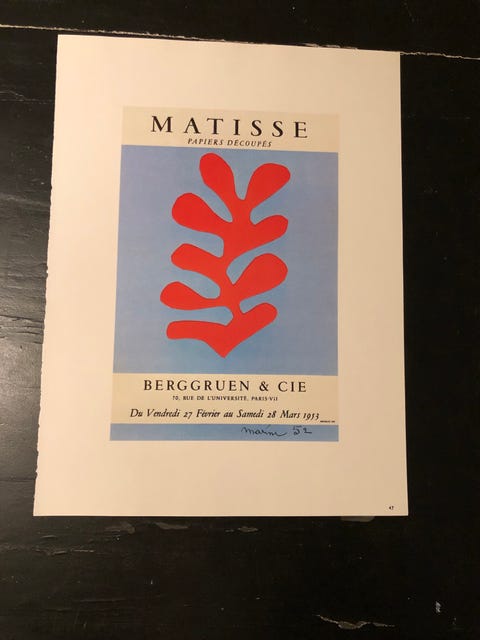 MATISSE
PAPIERS DÉCOUPÉS
BERGGRUEN & CIE
70, RUE DE L'UNIVERSITÉ, PARIS-VII
Du Vendredi 27 Février au Samedi 28 Mars 1953
52
47